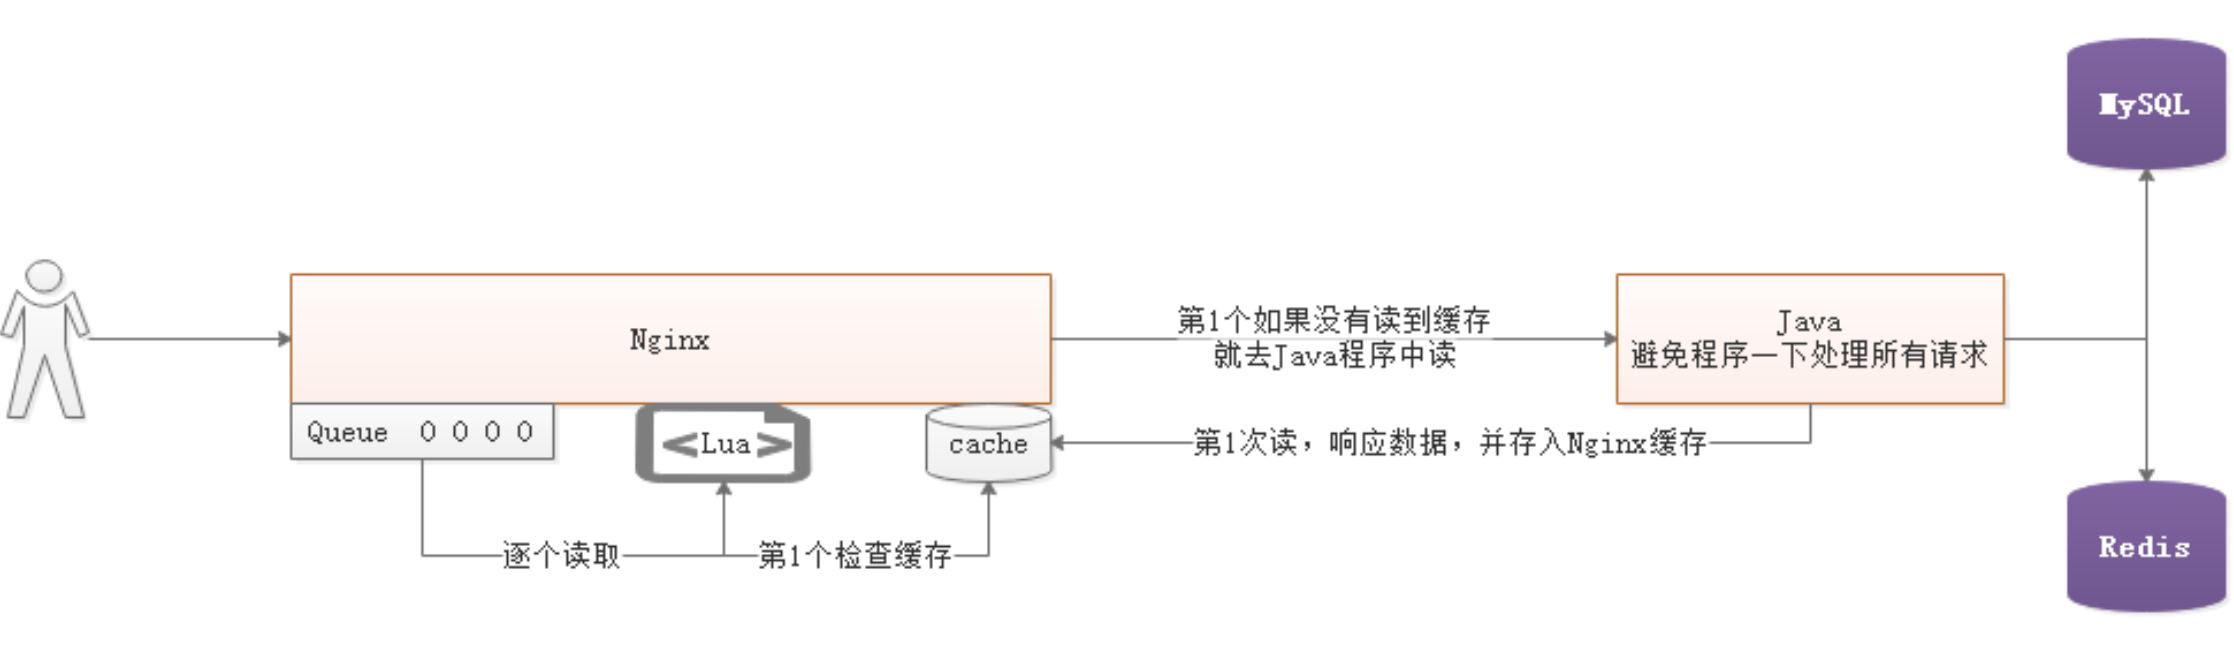 MySQL
第1个如果没有读到缓存
就去Java程序中读
Nginx
Java
避免程序一下处理所有请求
Queue 0 0 0 0
<Lua>
cache
第1次读，响应数据，并存入Nginx缓存
逐个读取
第1个检查缓存
Redis